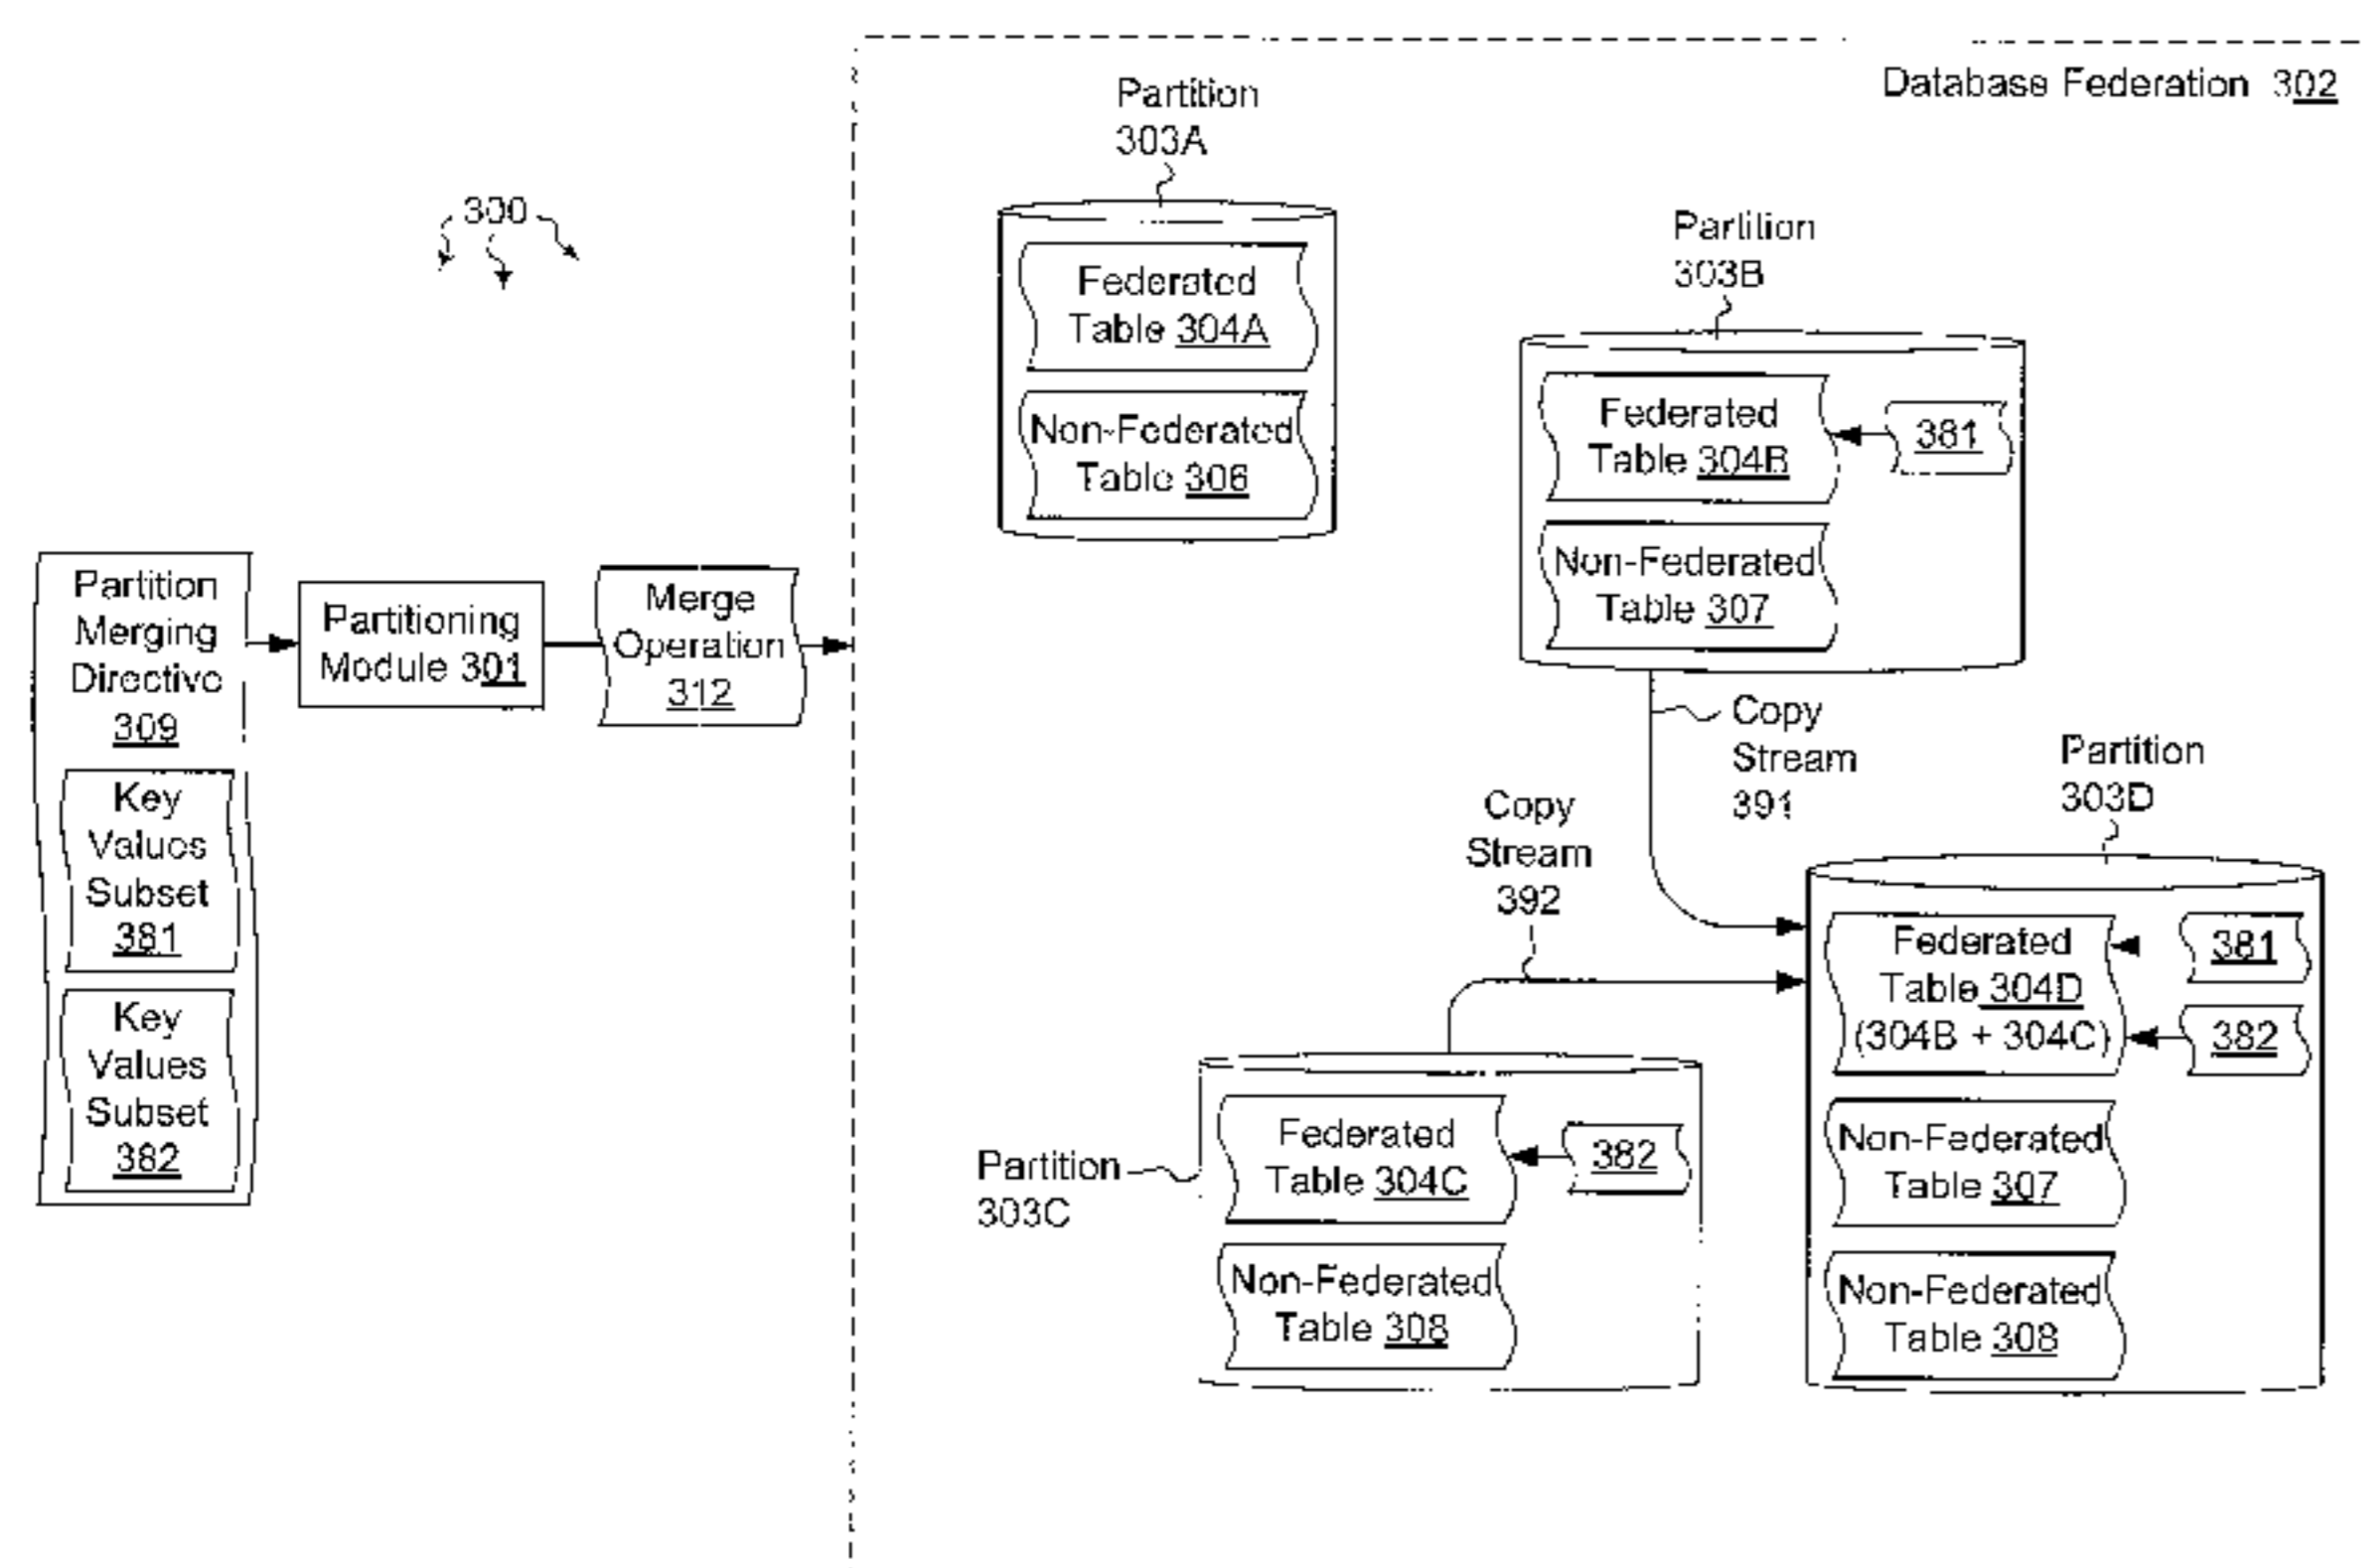 Database Federation 302
Partition
303A
300
Federated
Table 304A
Non-Federated
Table 306
Partition
303B
Federated
Table 304B
381
Non-Federated
Table 307
Partition
Merging
Directive
309
Key
Values
Subset
381
Key
Values
Subset
382
Partitioning
Module 301
Merge
Operation
312
Copy
Stream
391
Copy
Stream
392
Partition
303D
Federated
Table 304D
(304B + 304C)
381
382
Non-Federated
Table 307
Non-Federated
Table 308
Partition
303C
Federated
Table 304C
382
Non-Federated
Table 308